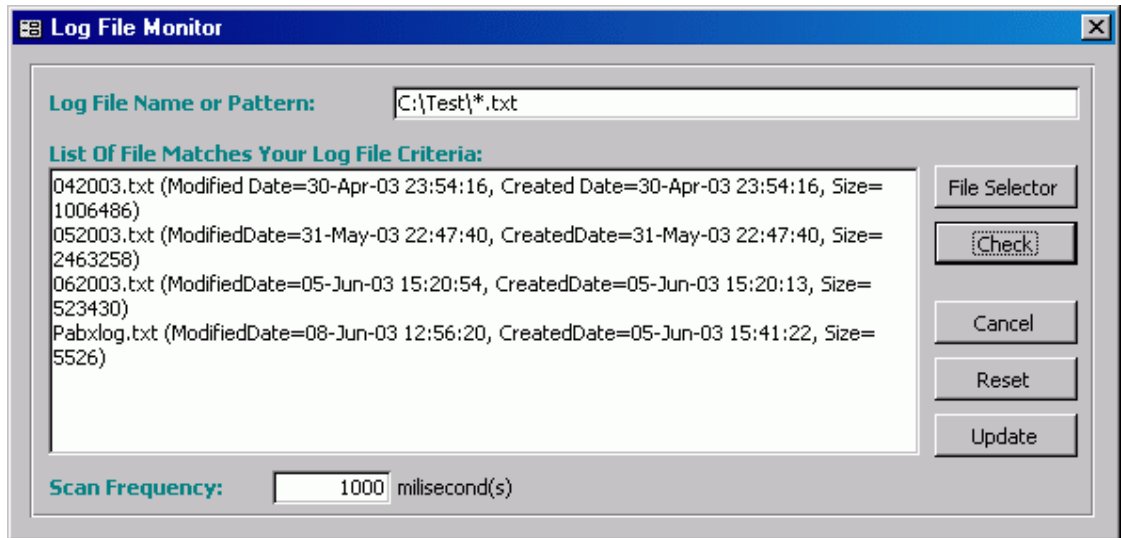 Log File Monitor
Log File Name or Pattern:
C:\Test\*.txt
List Of File Matches Your Log File Criteria:
042003.txt (Modified Date=30-Apr-03 23:54:16, Created Date=30-Apr-03 23:54:16, Size=
1006486)
052003.txt (ModifiedDate=31-May-03 22:47:40, CreatedDate=31-May-03 22:47:40, Size=
2463258)
062003.txt (ModifiedDate=05-Jun-03 15:20:54, CreatedDate=05-Jun-03 15:20:13, Size=
523430)
Pabxlog.txt (ModifiedDate=08-Jun-03 12:56:20, CreatedDate=05-Jun-03 15:41:22, Size=
5526)
File Selector
Check
Cancel
Reset
Update
Scan Frequency:
1000 milisecond(s)